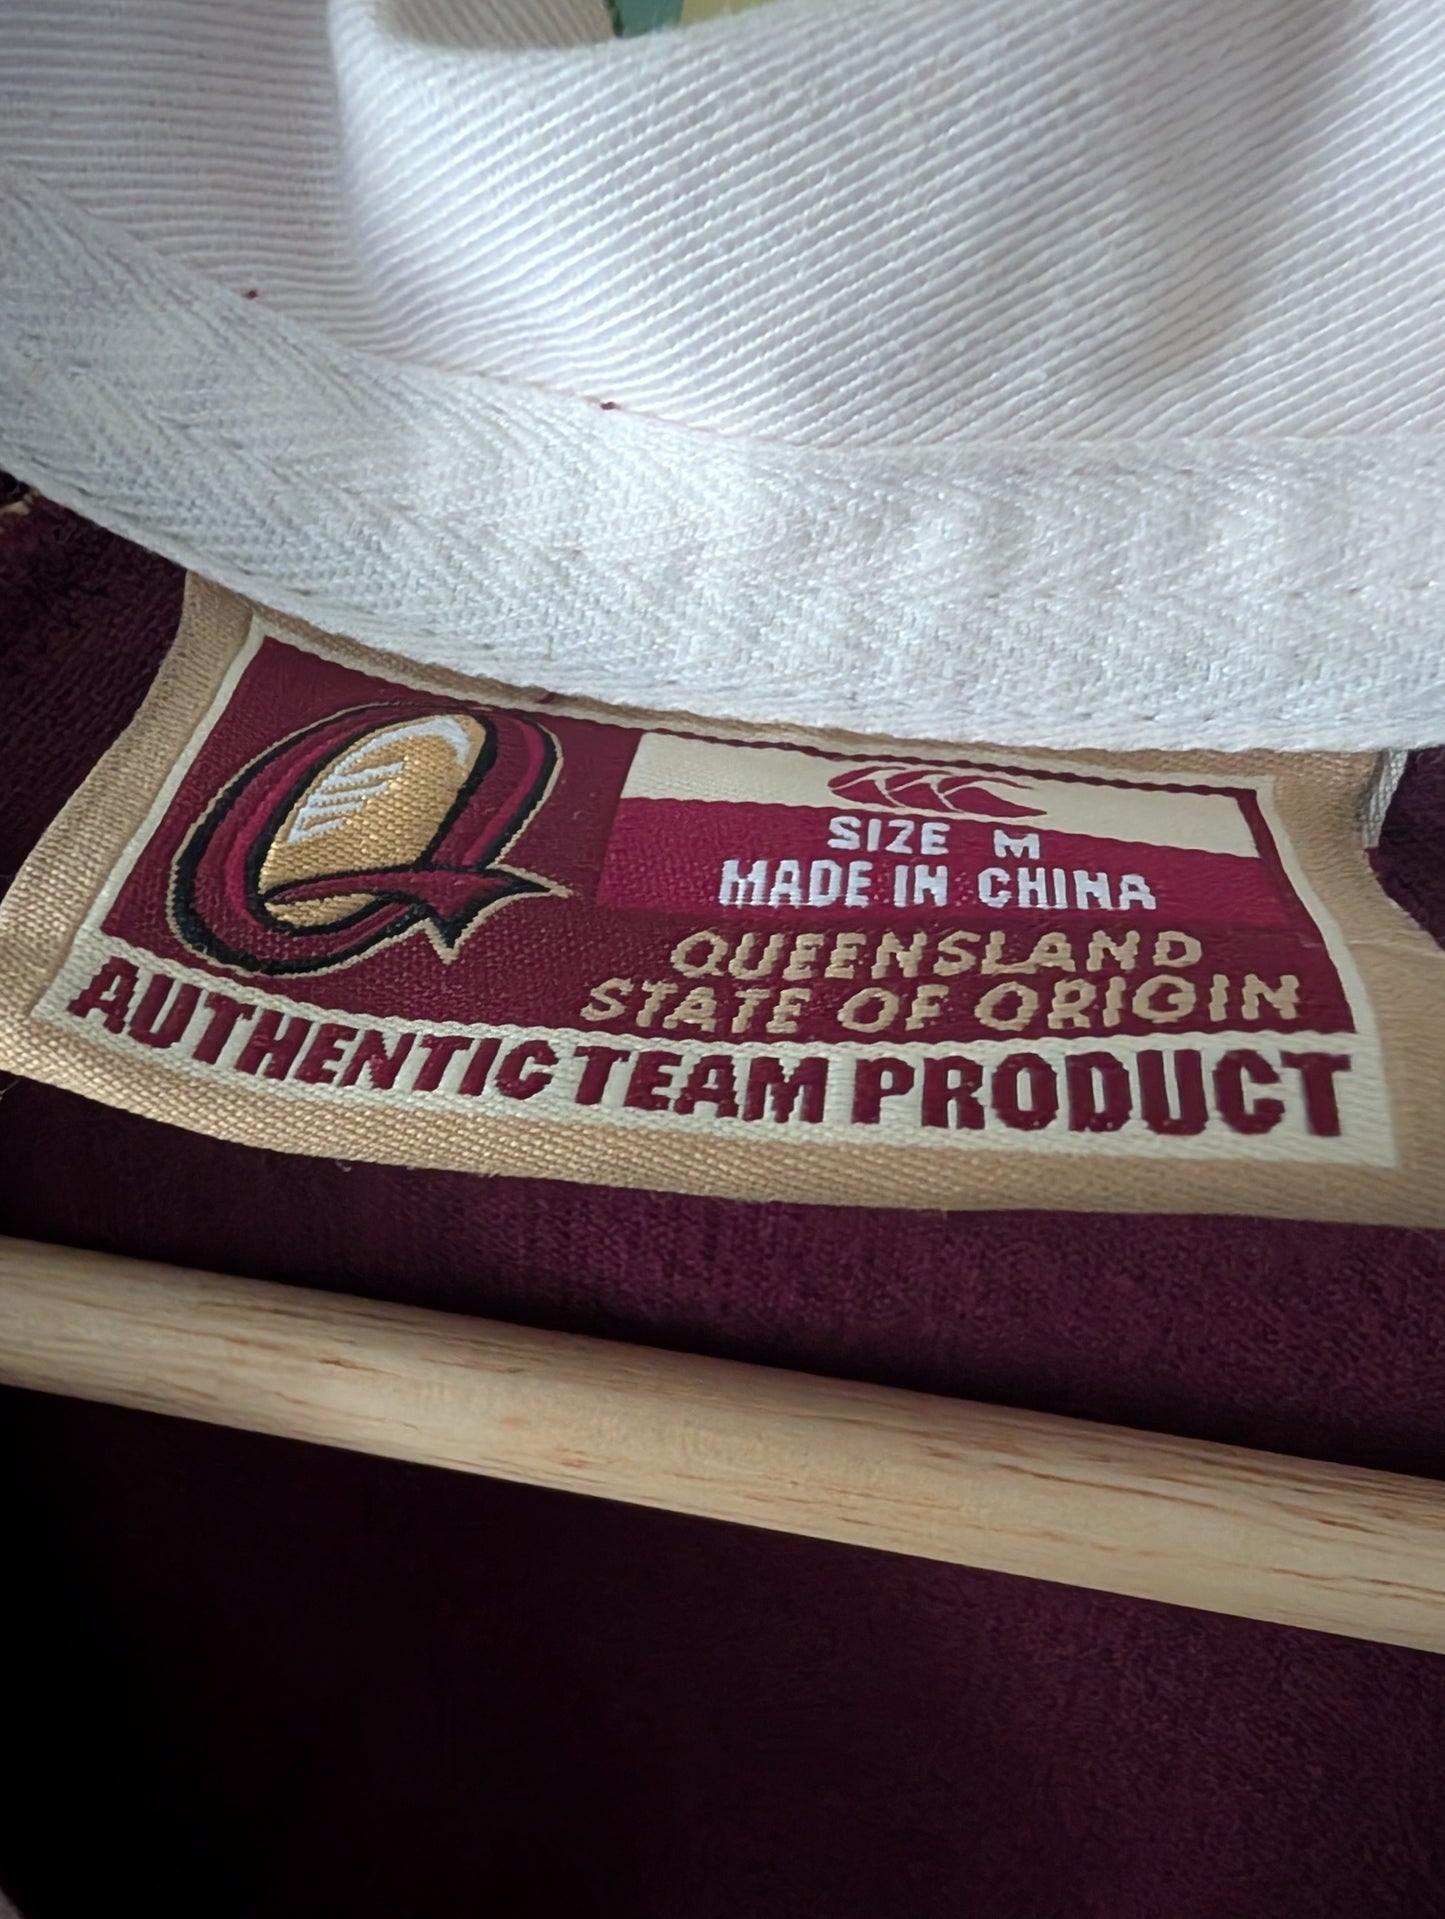 SIZE M
MADE IN CHINA
QUEENSLAND
STATE OF ORIGIN
AUTHENTIC TEAM PRODUCT